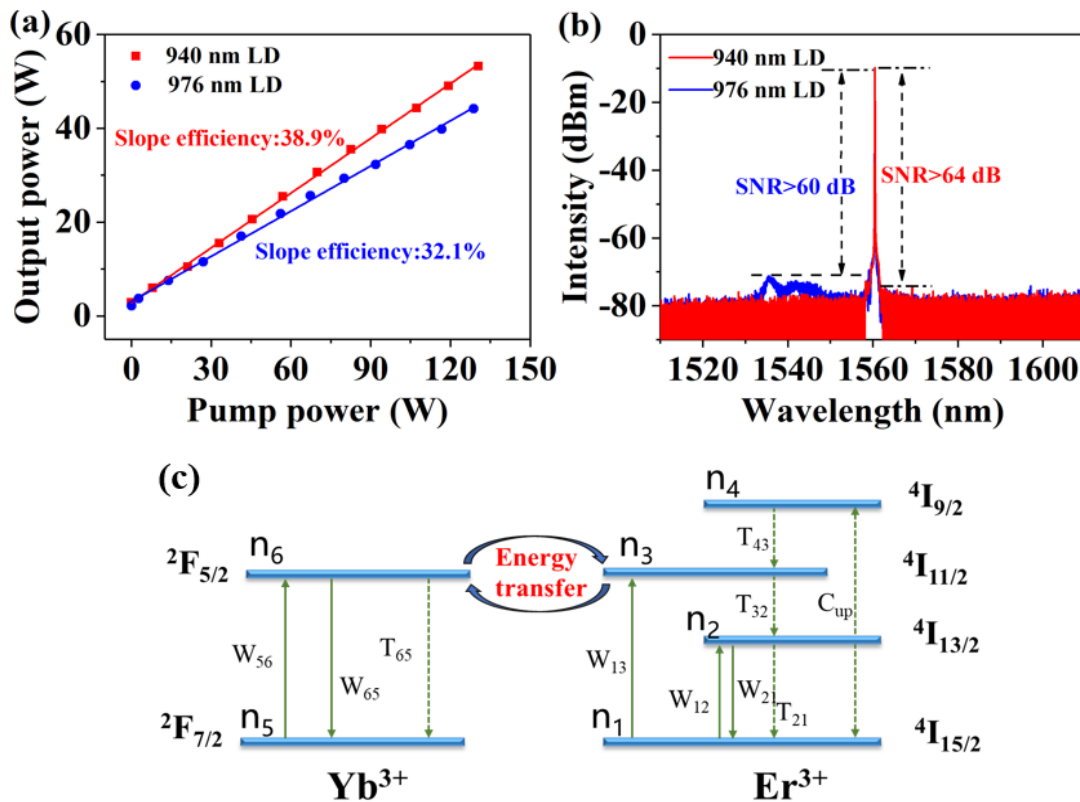 (a)
60
40
20
0
Output power (W)
940 nm LD
976 nm LD
Slope efficiency:38.9%
Slope efficiency:32.1%
0 30 60 90 120 150
Pump power (W)
(b)
0
-20
-40
-60
-80
Intensity (dBm)
940 nm LD
976 nm LD
SNR>60 dB
SNR>64 dB
1520 1540 1560 1580 1600
Wavelength (nm)
(c)
n₆
²F₅/₂
Energy
transfer
W₅₆
W₆₅
T₆₅
n₅
²F₇/₂
Yb³⁺
n₄
⁴I₉/₂
T₄₃
n₃
⁴I₁₁/₂
T₃₂
C_up
n₂
⁴I₁₃/₂
W₁₃
W₁₂
W₂₁
T₂₁
n₁
⁴I₁₅/₂
Er³⁺